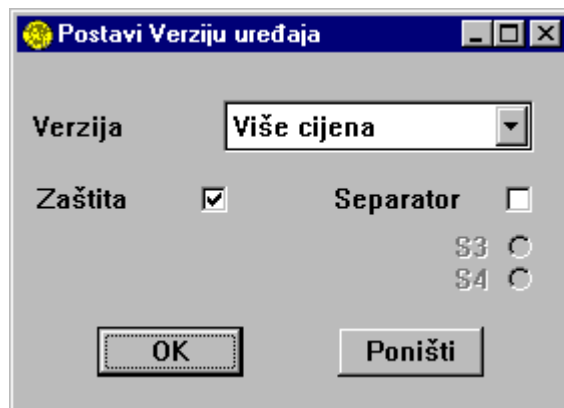 Postavi Verziju uređaja
Verzija Više cijena
Zaštita Separator
S3
S4
OK Poništi